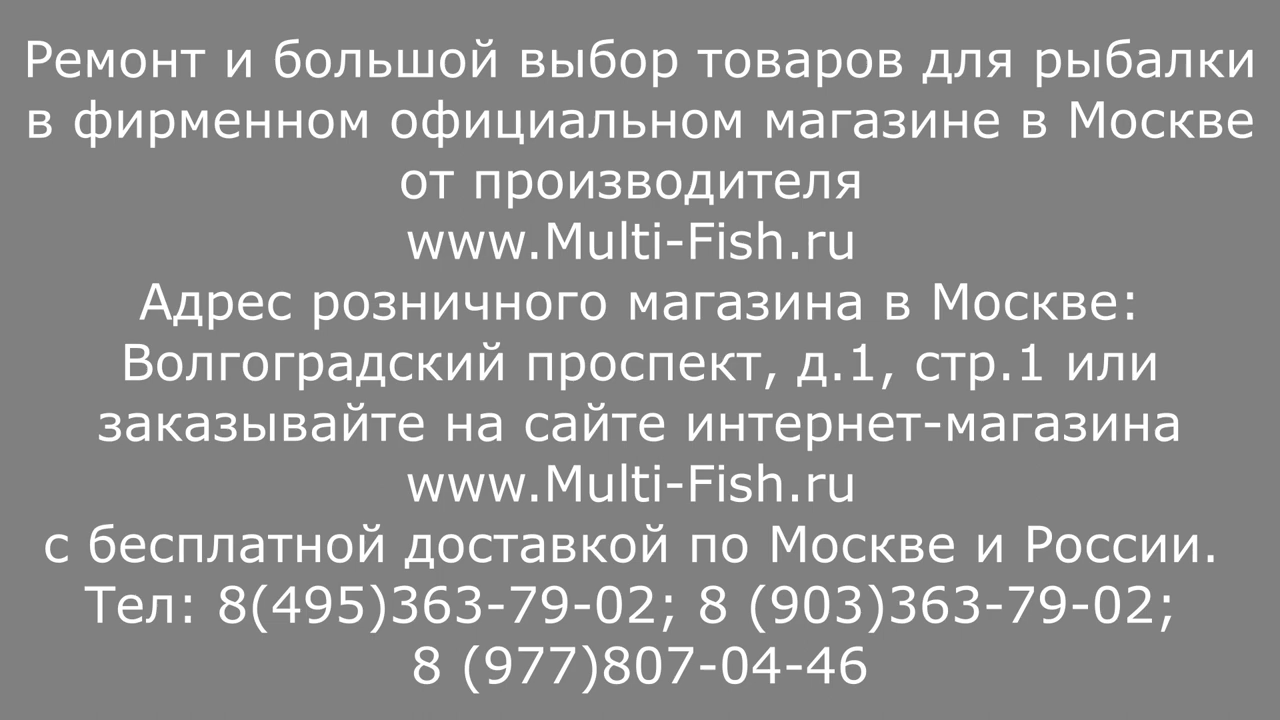 Ремонт и большой выбор товаров для рыбалки
в фирменном официальном магазине в Москве
от производителя
www.Multi-Fish.ru
Адрес розничного магазина в Москве:
Волгоградский проспект, д.1, стр.1 или
заказывайте на сайте интернет-магазина
www.Multi-Fish.ru
с бесплатной доставкой по Москве и России.
Тел: 8(495)363-79-02; 8 (903)363-79-02;
8 (977)807-04-46